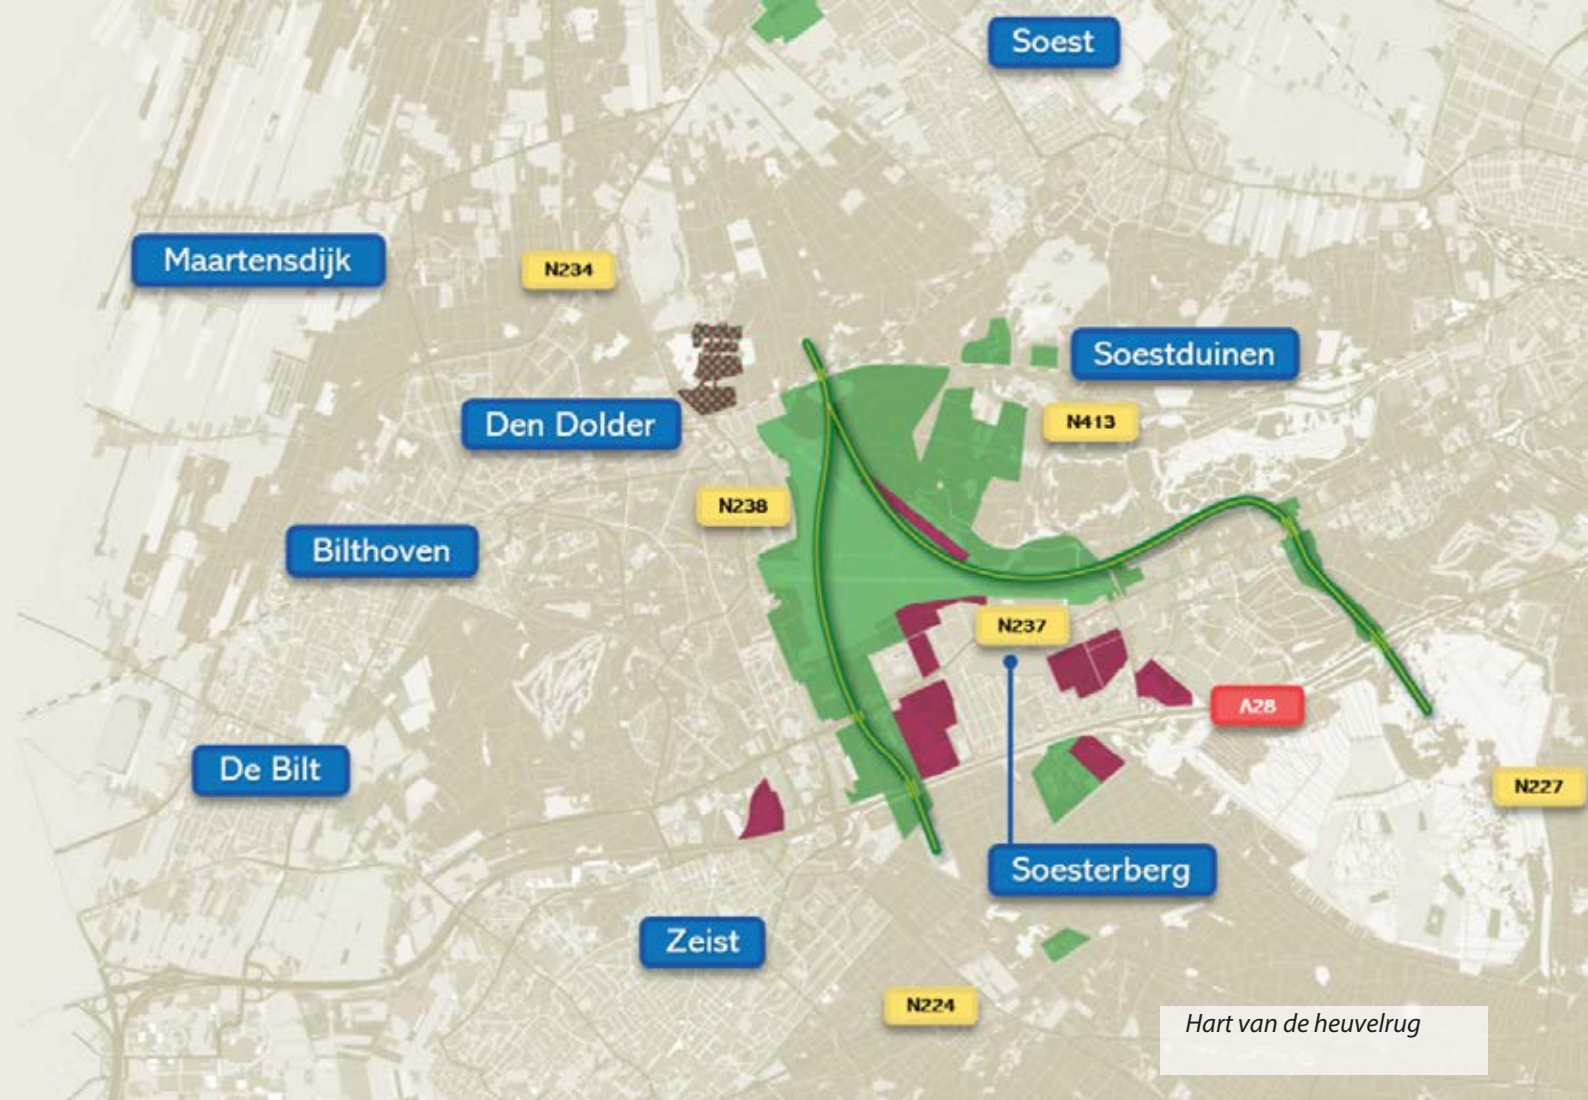 Soest
Maartensdijk
N234
Soestduinen
Den Dolder
N413
N238
Bilthoven
N237
A28
De Bilt
N227
Soesterberg
Zeist
N224
Hart van de heuvelrug